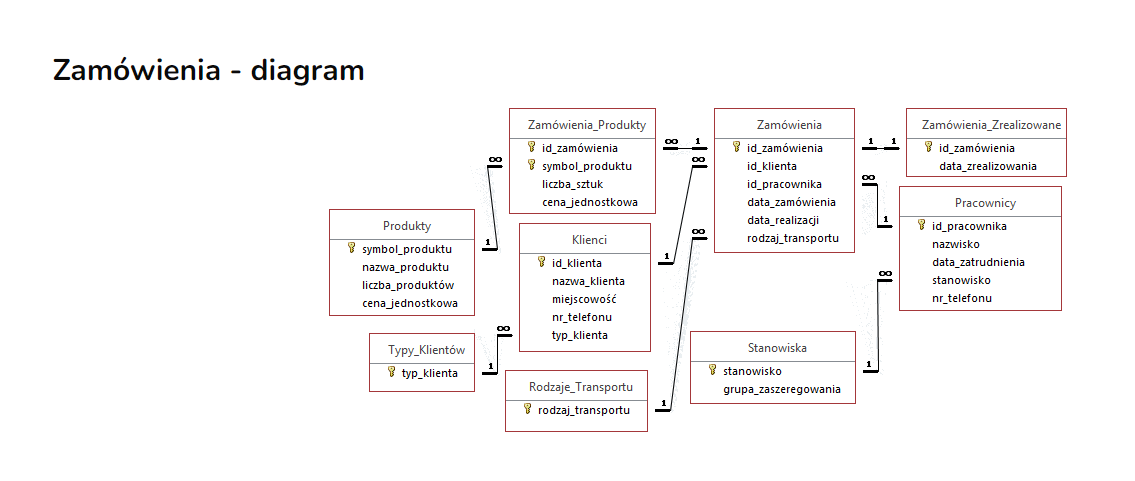 Zamówienia - diagram
Zamówienia_Produkty
id_zamówienia
symbol_produktu
liczba_sztuk
cena_jednostkowa
Zamówienia
id_zamówienia
id_klienta
id_pracownika
data_zamówienia
data_realizacji
rodzaj_transportu
Zamówienia_Zrealizowane
id_zamówienia
data_zrealizowania
Pracownicy
id_pracownika
nazwisko
data_zatrudnienia
stanowisko
nr_telefonu
Produkty
symbol_produktu
nazwa_produktu
liczba_produktów
cena_jednostkowa
Klienci
id_klienta
nazwa_klienta
miejscowość
nr_telefonu
typ_klienta
Typy_Klientów
typ_klienta
Rodzaje_Transportu
rodzaj_transportu
Stanowiska
stanowisko
grupa_zaszeregowania
∞ 1
∞
1 1
∞
1
∞
1
1
∞
∞
1
∞
1
1